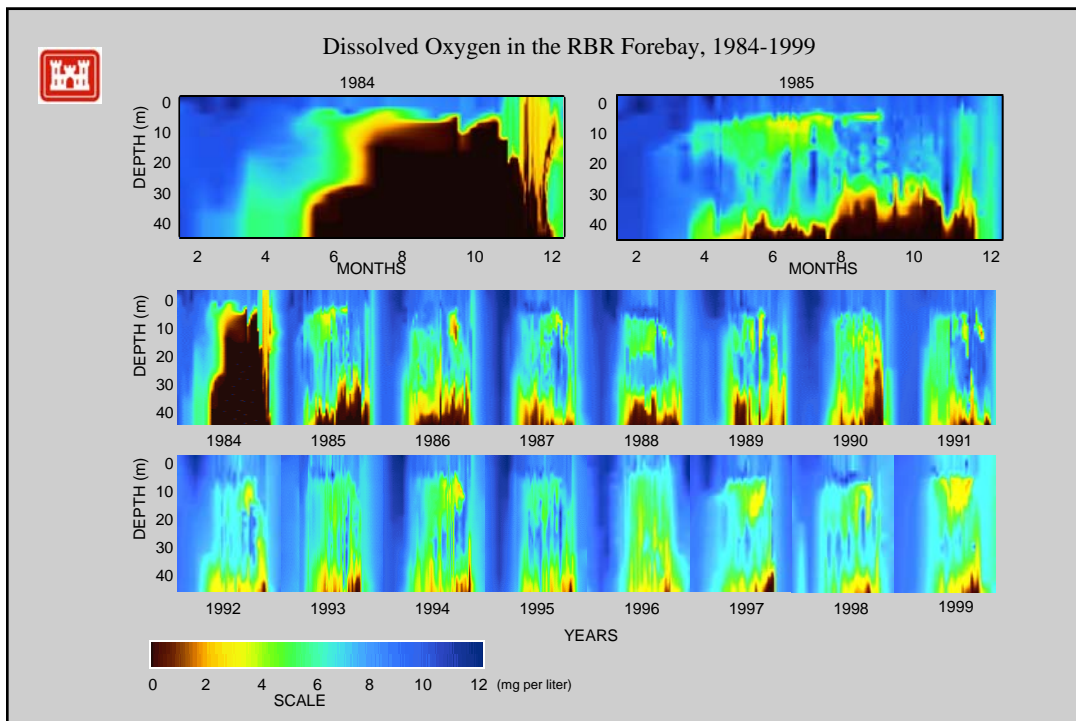 Dissolved Oxygen in the RBR Forebay, 1984-1999
1984
1985
DEPTH (m)
0
10
20
30
40
0
10
20
30
40
DEPTH (m)
2 4 6 8 10 12
MONTHS
2 4 6 8 10 12
MONTHS
DEPTH (m)
0
10
20
30
40
1984 1985 1986 1987 1988 1989 1990 1991
DEPTH (m)
0
10
20
30
40
1992 1993 1994 1995 1996 1997 1998 1999
YEARS
0 2 4 6 8 10 12 (mg per liter)
SCALE